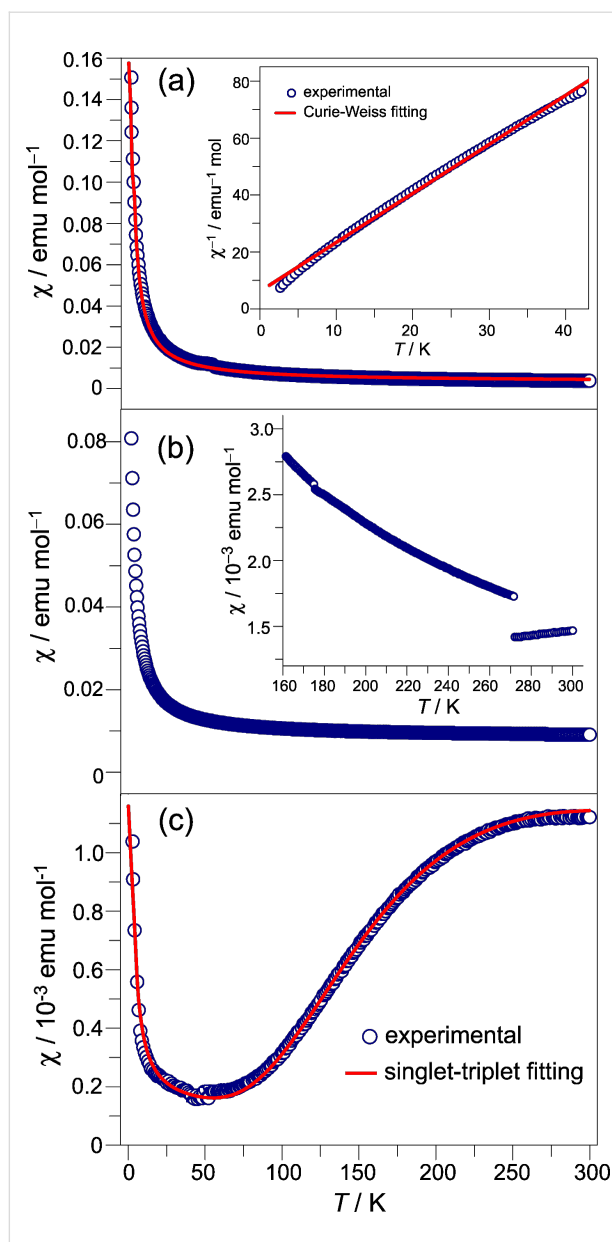 (a)
χ / emu mol⁻¹
0.16
0.14
0.12
0.10
0.08
0.06
0.04
0.02
0
experimental
Curie-Weiss fitting
χ⁻¹ / emu⁻¹ mol
80
60
40
20
0
0 10 20 30 40
T / K
(b)
χ / emu mol⁻¹
0.08
0.06
0.04
0.02
0
χ / 10⁻³ emu mol⁻¹
3.0
2.5
2.0
1.5
160 180 200 220 240 260 280 300
T / K
(c)
χ / 10⁻³ emu mol⁻¹
1.0
0.8
0.6
0.4
0.2
0
experimental
singlet-triplet fitting
0 50 100 150 200 250 300
T / K